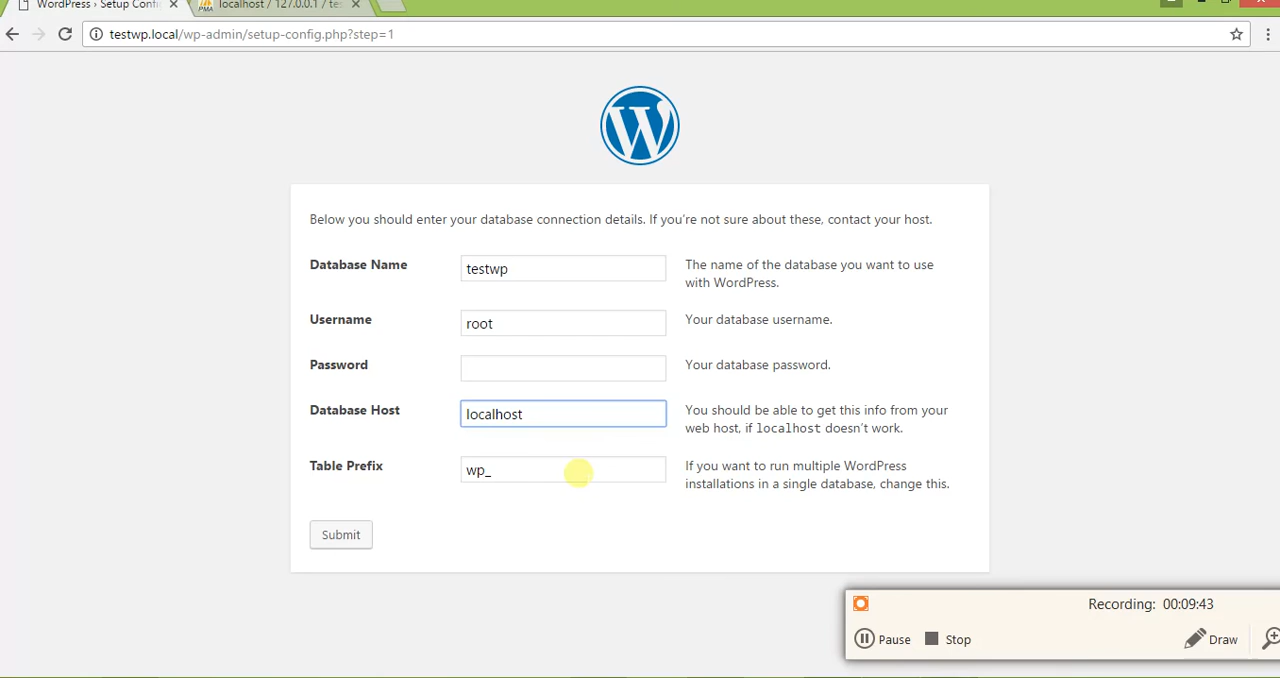 WordPress › Setup Confi
localhost / 127.0.0.1 / te
testwp.local/wp-admin/setup-config.php?step=1
Below you should enter your database connection details. If you're not sure about these, contact your host.
Database Name
testwp
The name of the database you want to use
with WordPress.
Username
root
Your database username.
Password
Your database password.
Database Host
localhost
You should be able to get this info from your
web host, if localhost doesn't work.
Table Prefix
wp_
If you want to run multiple WordPress
installations in a single database, change this.
Submit
Recording: 00:09:43
Pause
Stop
Draw